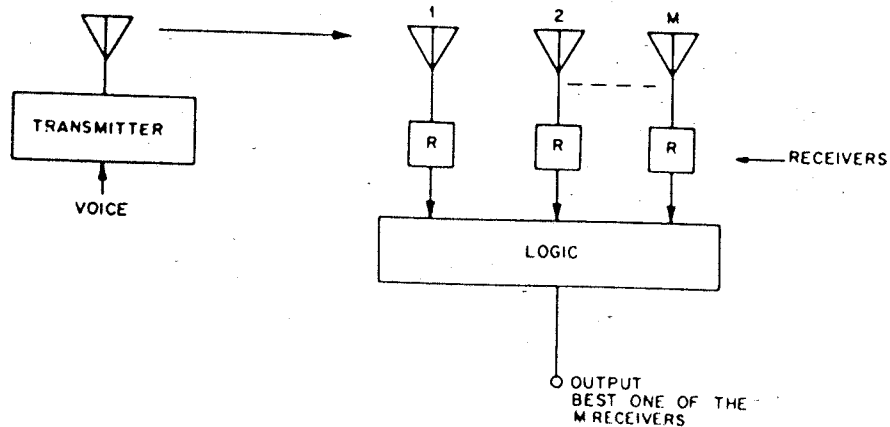 1
2
M
TRANSMITTER
R
R
R
RECEIVERS
VOICE
LOGIC
OUTPUT
BEST ONE OF THE
M RECEIVERS